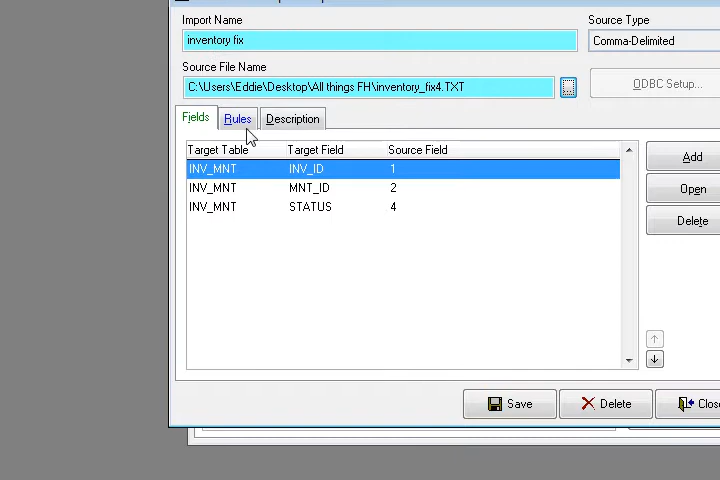 Import Name
Source Type
inventory fix
Comma-Delimited
Source File Name
C:\Users\Eddie\Desktop\All things FH\inventory_fix4.TXT
ODBC Setup...
Fields Rules Description
Target Table Target Field Source Field
INV_MNT INV_ID 1
INV_MNT MNT_ID 2
INV_MNT STATUS 4
Add
Open
Delete
Save Delete Close